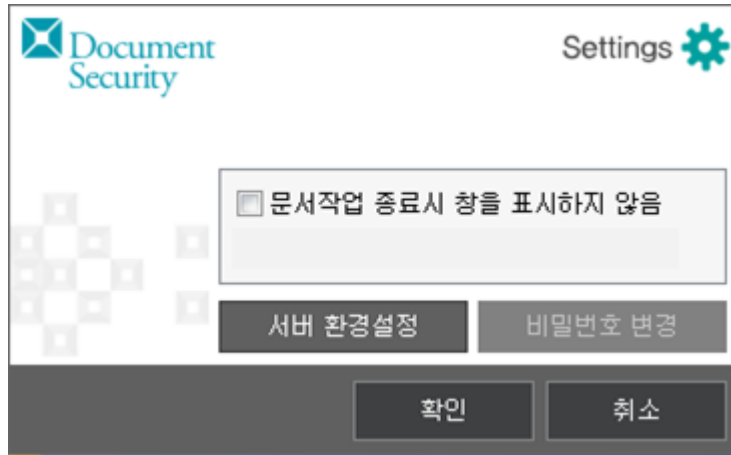 Document
Security
Settings
문서작업 종료시 창을 표시하지 않음
서버 환경설정
비밀번호 변경
확인
취소